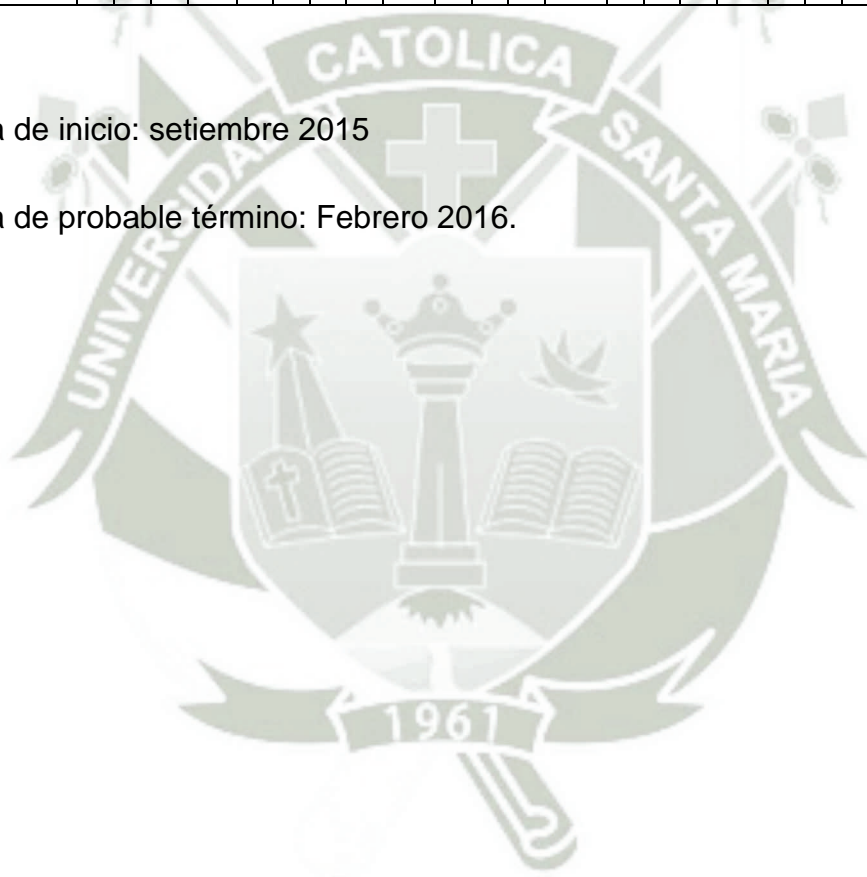 CATOLICA
a de inicio: setiembre 2015
UNIVERSIDAD
SANTA MARIA
a de probable término: Febrero 2016.
1961